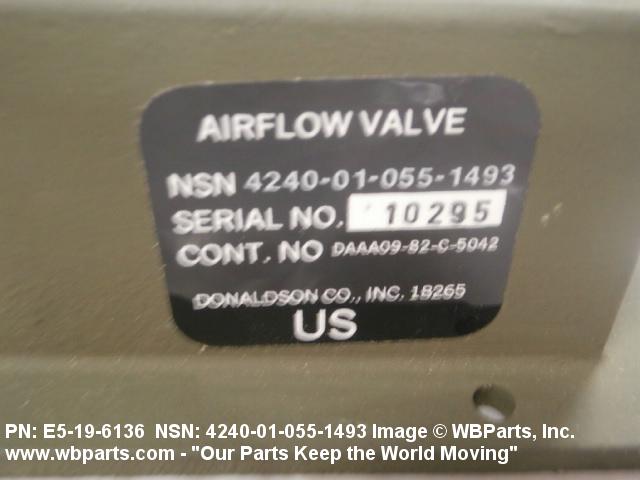 AIRFLOW VALVE
NSN 4240-01-055-1493
SERIAL NO. 10295
CONT. NO DAAA09-82-C-5042
DONALDSON CO., INC. 18265
US
PN: E5-19-6136 NSN: 4240-01-055-1493 Image © WBParts, Inc.
www.wbparts.com - "Our Parts Keep the World Moving"